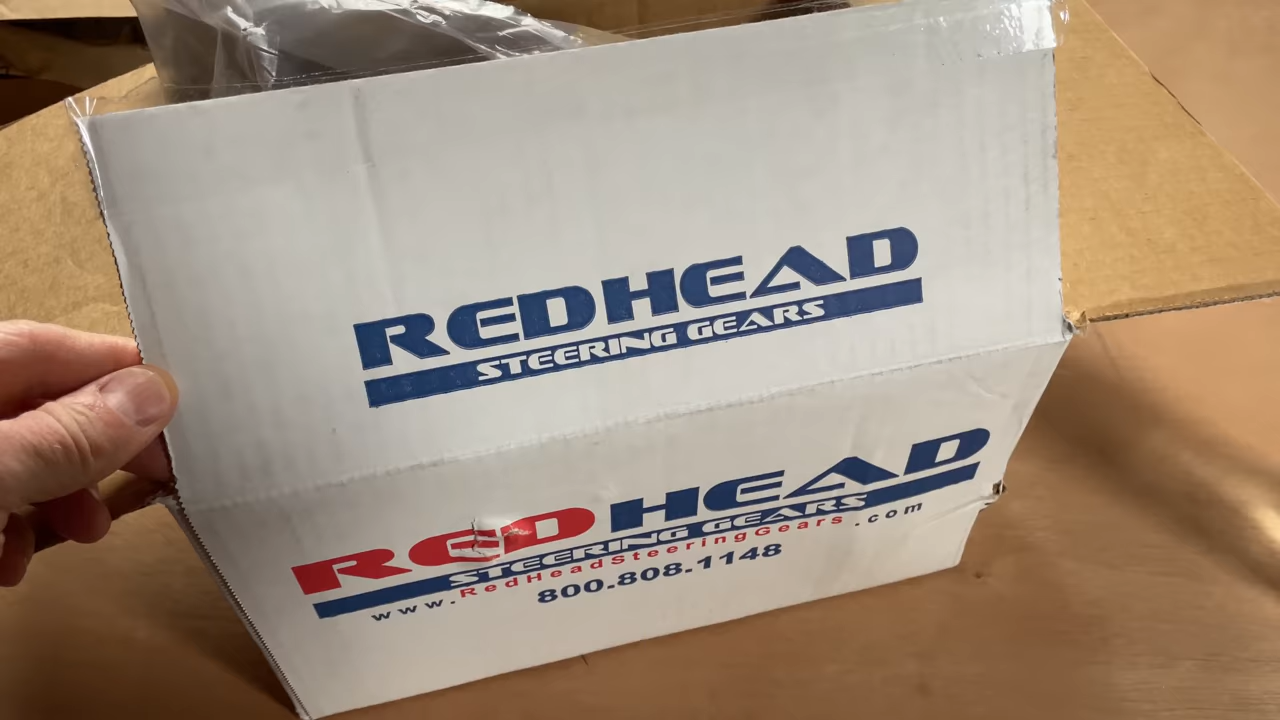 REDHEAD
STEERING GEARS
REDHEAD
STEERING GEARS
www.RedHeadSteeringGears.com
800.808.1148